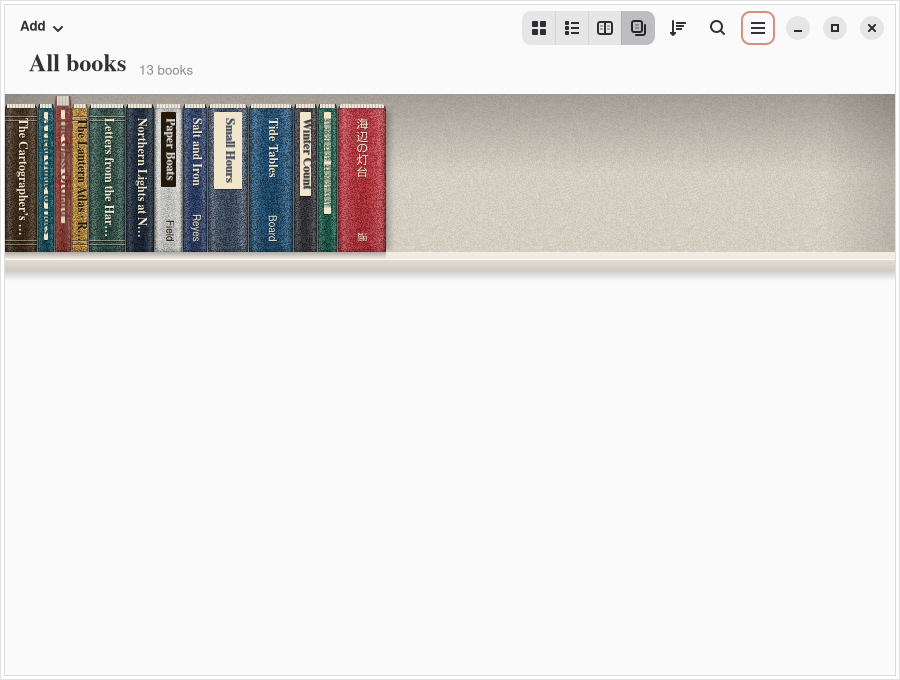 Add
All books
13 books
The Cartographer's ...
The Lantern Atlas R...
Letters from the Har...
Northern Lights at N...
Paper Boats
Field
Salt and Iron
Reyes
Small Hours
Tide Tables
Board
Winter Count
海辺の灯台